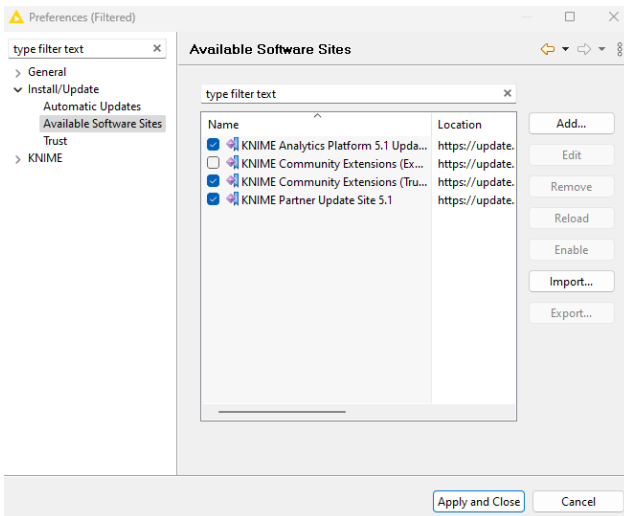 Preferences (Filtered)
type filter text
General
Install/Update
Automatic Updates
Available Software Sites
Trust
KNIME
Available Software Sites
type filter text
Name Location
KNIME Analytics Platform 5.1 Upda... https://update.
KNIME Community Extensions (Ex... https://update.
KNIME Community Extensions (Tru... https://update.
KNIME Partner Update Site 5.1 https://update.
Add...
Edit
Remove
Reload
Enable
Import...
Export...
Apply and Close Cancel